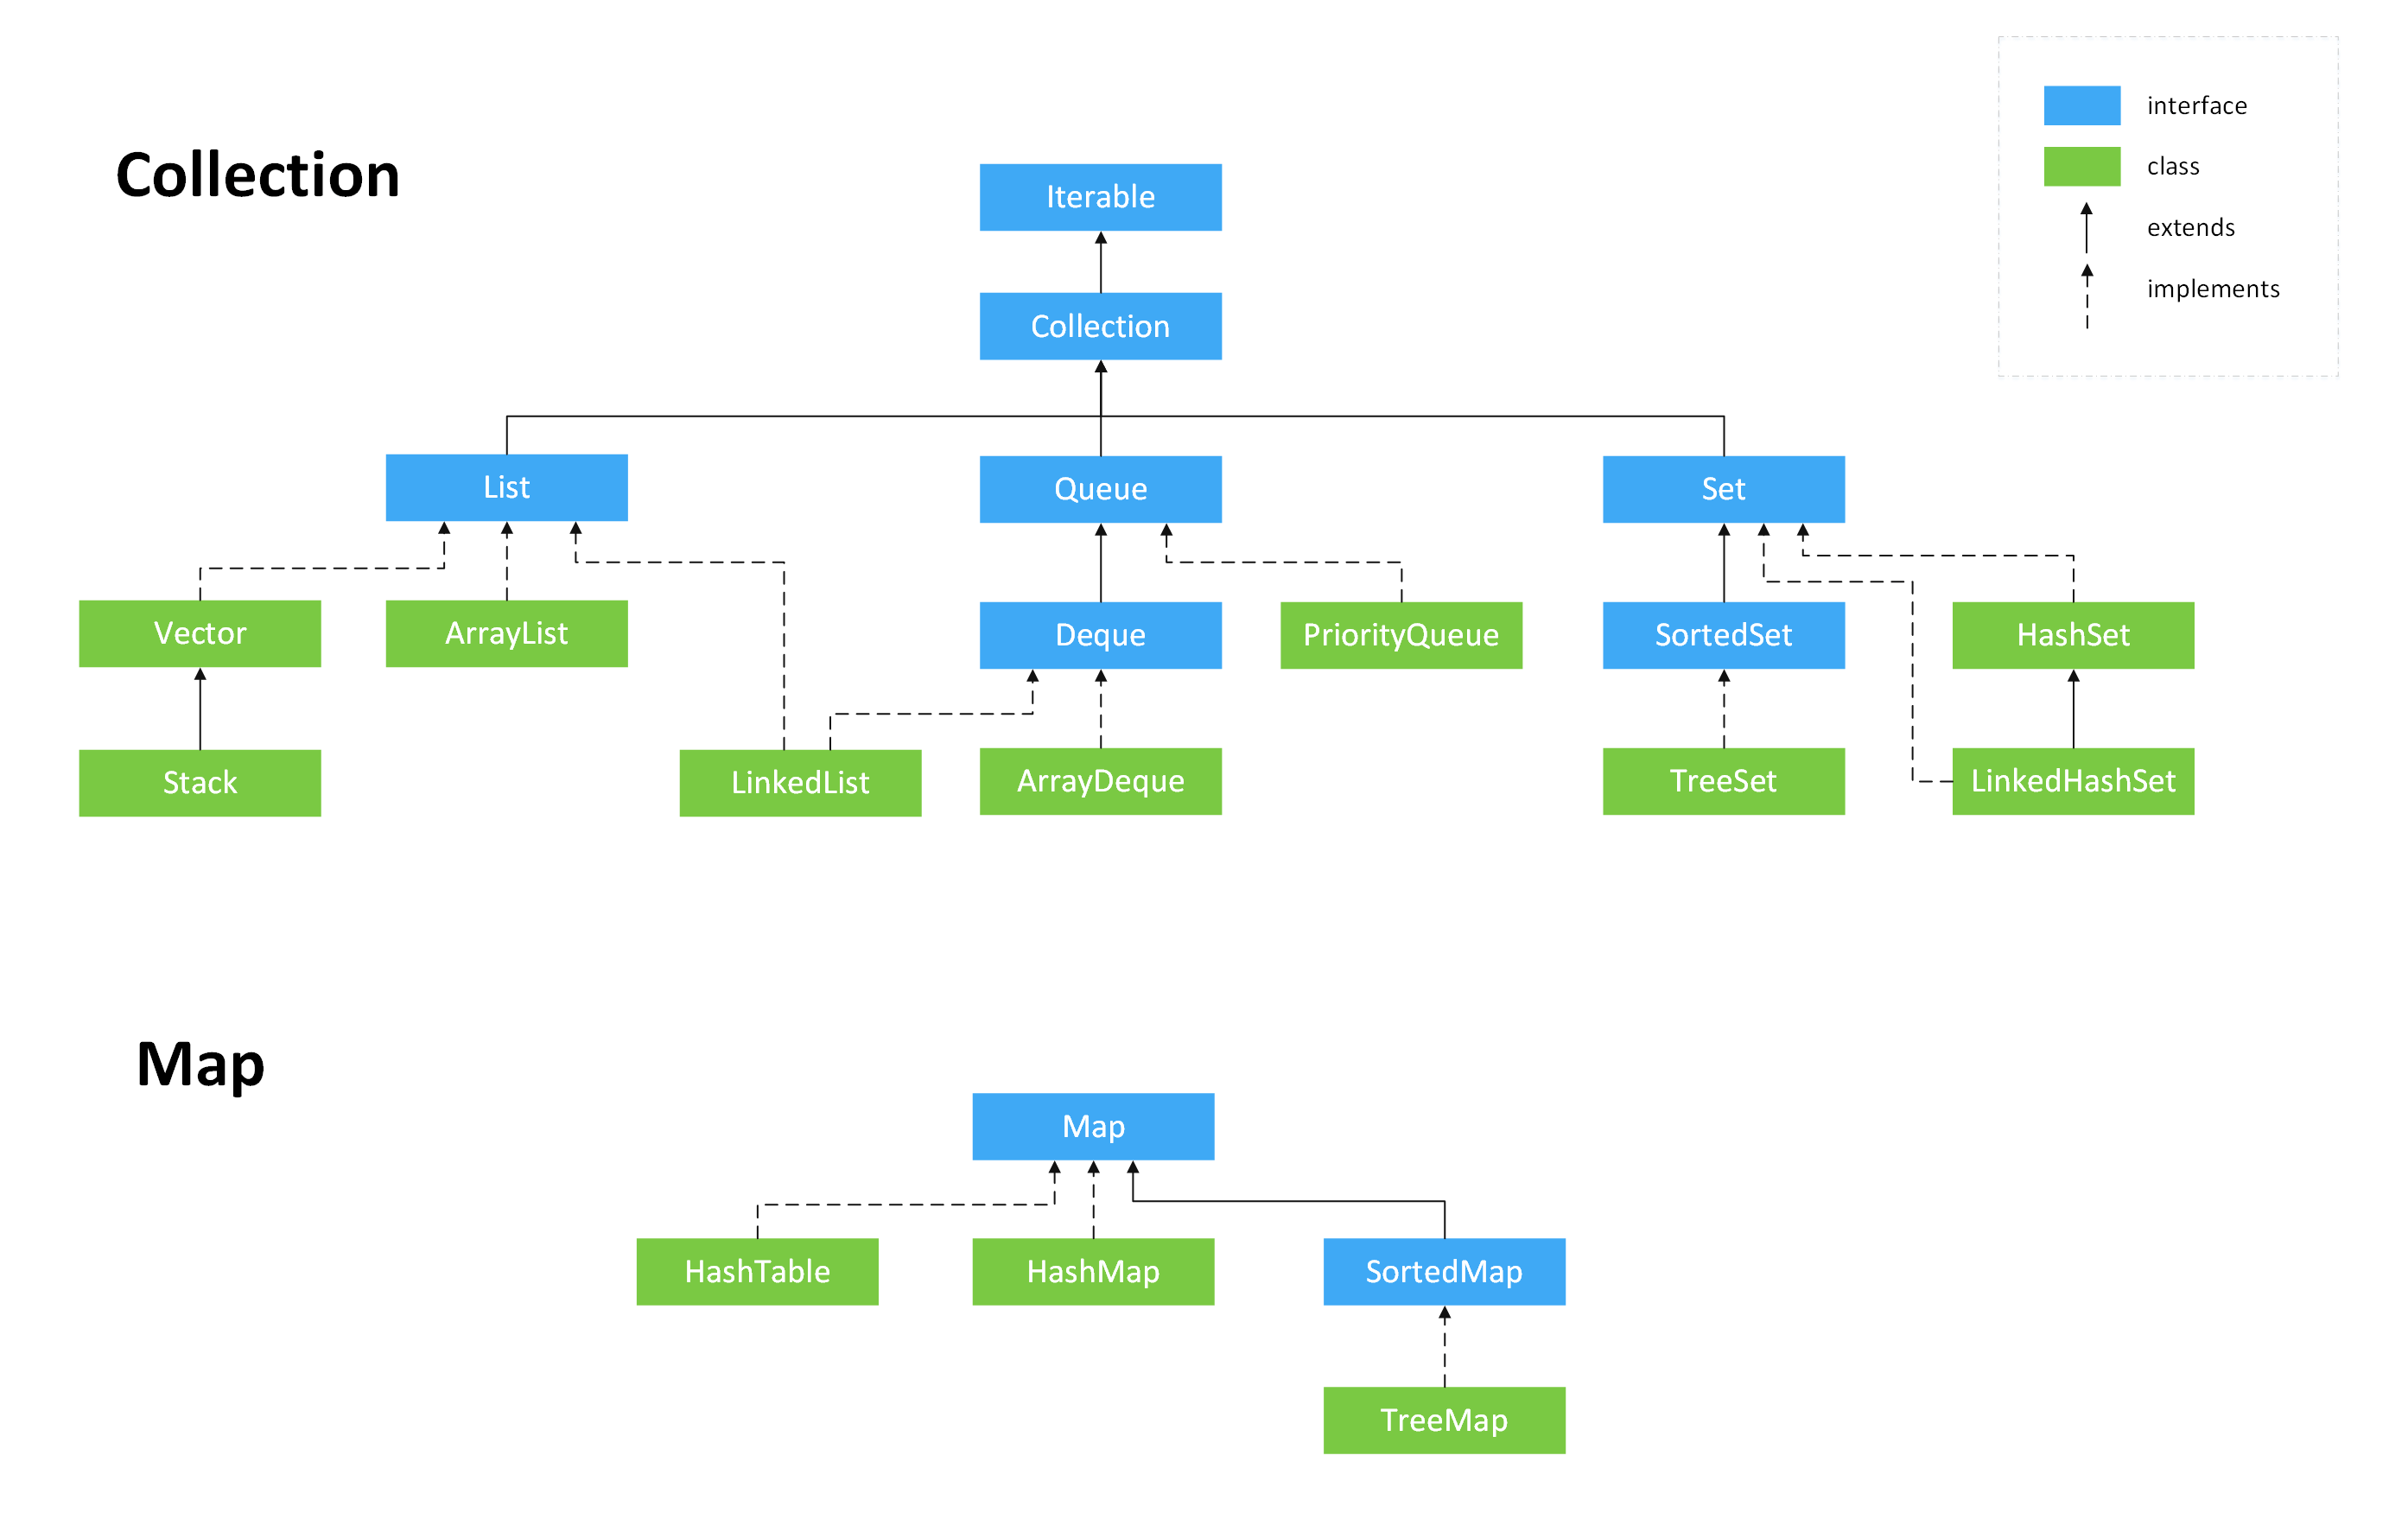 interface
class
extends
implements
Collection
Iterable
Collection
List
Queue
Set
Vector
ArrayList
Deque
PriorityQueue
SortedSet
HashSet
Stack
LinkedList
ArrayDeque
TreeSet
LinkedHashSet
Map
Map
HashTable
HashMap
SortedMap
TreeMap